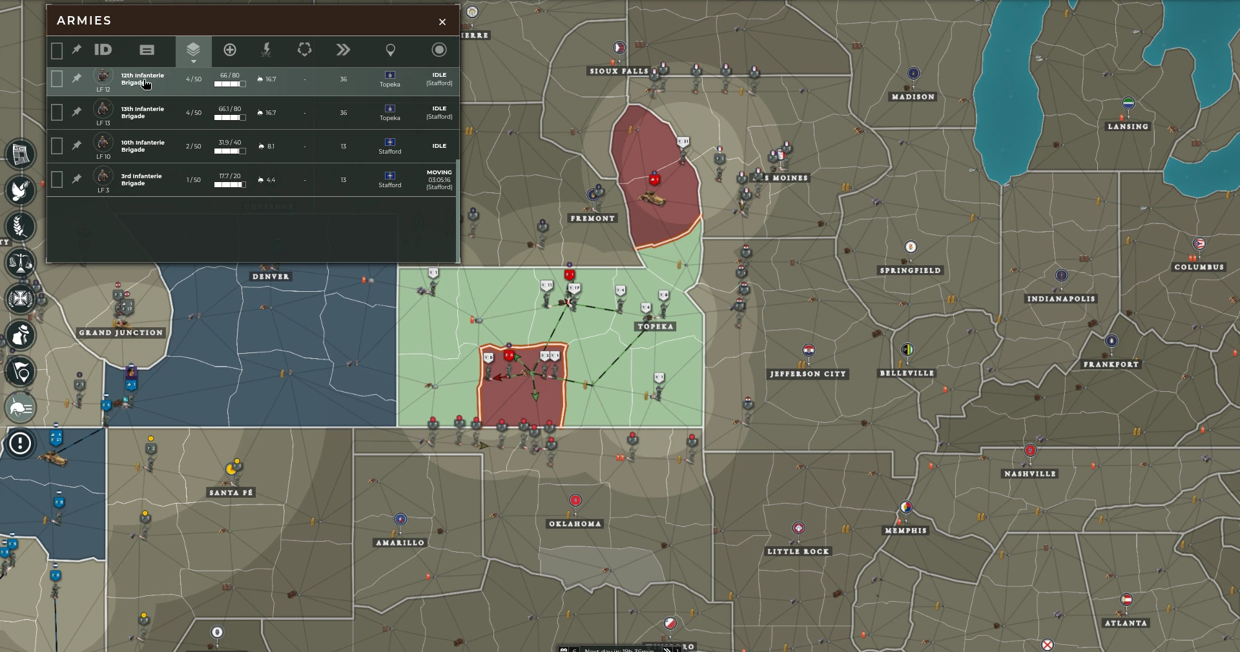 ARMIES
ID
12th Infanterie
Brigade
LF 12
4 / 50
66 / 80
16.7
-
36
Topeka
IDLE
(Stafford)
13th Infanterie
Brigade
LF 13
4 / 50
66.1 / 80
16.7
-
36
Topeka
IDLE
(Stafford)
10th Infanterie
Brigade
LF 10
2 / 50
31.9 / 40
8.1
-
13
Stafford
IDLE
3rd Infanterie
Brigade
LF 3
1 / 50
17.7 / 20
4.4
-
13
Stafford
MOVING
03:05:16
(Stafford)
IERRE
SIOUX FALLS
MADISON
LANSING
MOINES
FREMONT
SPRINGFIELD
COLUMBUS
DENVER
INDIANAPOLIS
GRAND JUNCTION
TOPEKA
JEFFERSON CITY
BELLEVILLE
FRANKFORT
NASHVILLE
SANTA FÉ
OKLAHOMA
AMARILLO
MEMPHIS
LITTLE ROCK
ATLANTA